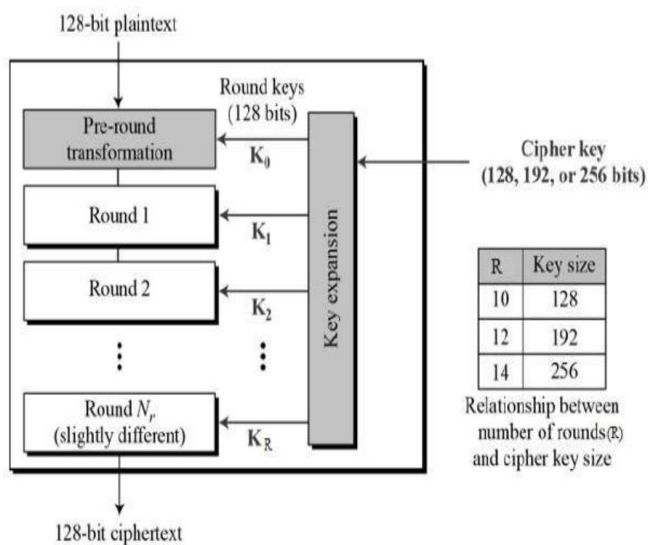 128-bit plaintext
Round keys
(128 bits)
Pre-round
transformation
K₀
Cipher key
(128, 192, or 256 bits)
Round 1
K₁
Round 2
K₂
Key expansion
Round Nᵣ
(slightly different)
K_R
128-bit ciphertext
R Key size
10 128
12 192
14 256
Relationship between
number of rounds(R)
and cipher key size